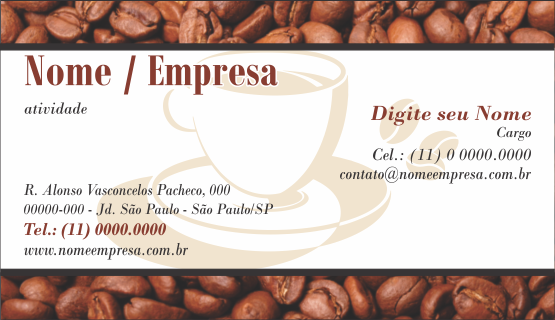 Nome / Empresa
atividade
Digite seu Nome
Cargo
Cel.: (11) 0 0000.0000
contato@nomeempresa.com.br
R. Alonso Vasconcelos Pacheco, 000
00000-000 - Jd. São Paulo - São Paulo/SP
Tel.: (11) 0000.0000
www.nomeempresa.com.br